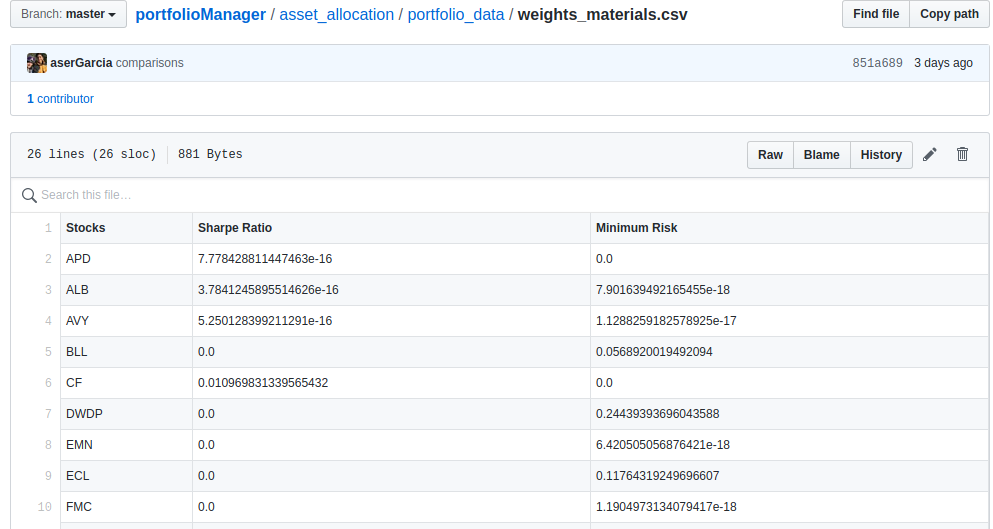 Branch: master portfolioManager / asset_allocation / portfolio_data / weights_materials.csv Find file Copy path
aserGarcia comparisons 851a689 3 days ago
1 contributor
26 lines (26 sloc) 881 Bytes Raw Blame History
Search this file…
1 Stocks Sharpe Ratio Minimum Risk
2 APD 7.778428811447463e-16 0.0
3 ALB 3.7841245895514626e-16 7.901639492165455e-18
4 AVY 5.250128399211291e-16 1.1288259182578925e-17
5 BLL 0.0 0.0568920019492094
6 CF 0.010969831339565432 0.0
7 DWDP 0.0 0.24439393696043588
8 EMN 0.0 6.420505056876421e-18
9 ECL 0.0 0.11764319249696607
10 FMC 0.0 1.1904973134079417e-18